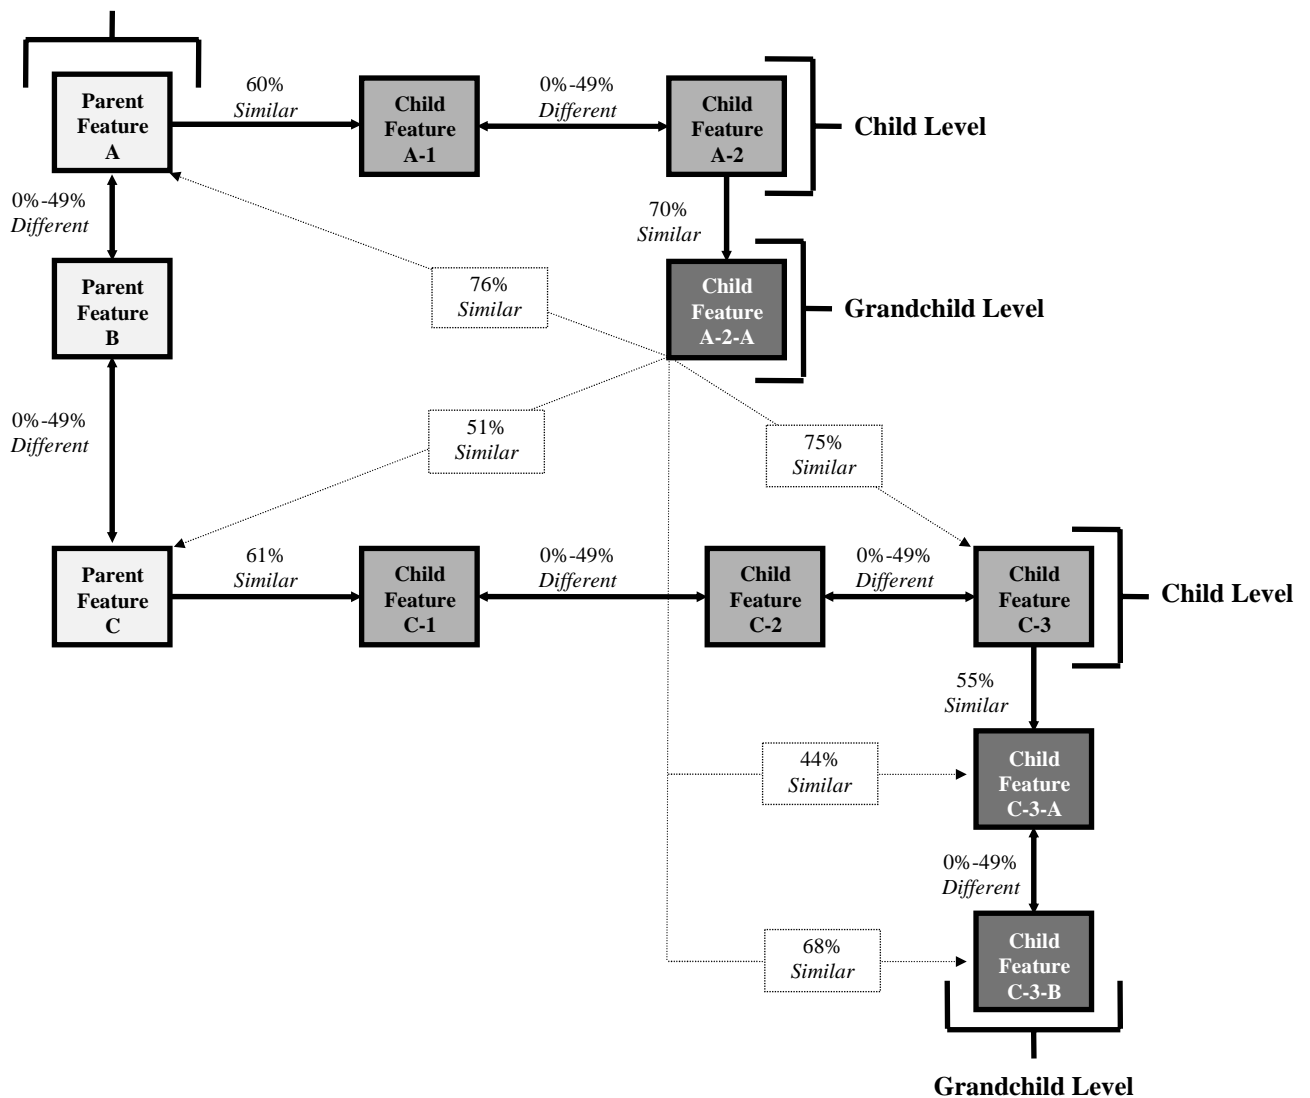 Parent
Feature
A
60%
Similar
Child
Feature
A-1
0%-49%
Different
Child
Feature
A-2
Child Level
0%-49%
Different
70%
Similar
Parent
Feature
B
76%
Similar
Child
Feature
A-2-A
Grandchild Level
0%-49%
Different
51%
Similar
75%
Similar
Parent
Feature
C
61%
Similar
Child
Feature
C-1
0%-49%
Different
Child
Feature
C-2
0%-49%
Different
Child
Feature
C-3
Child Level
55%
Similar
44%
Similar
Child
Feature
C-3-A
0%-49%
Different
68%
Similar
Child
Feature
C-3-B
Grandchild Level